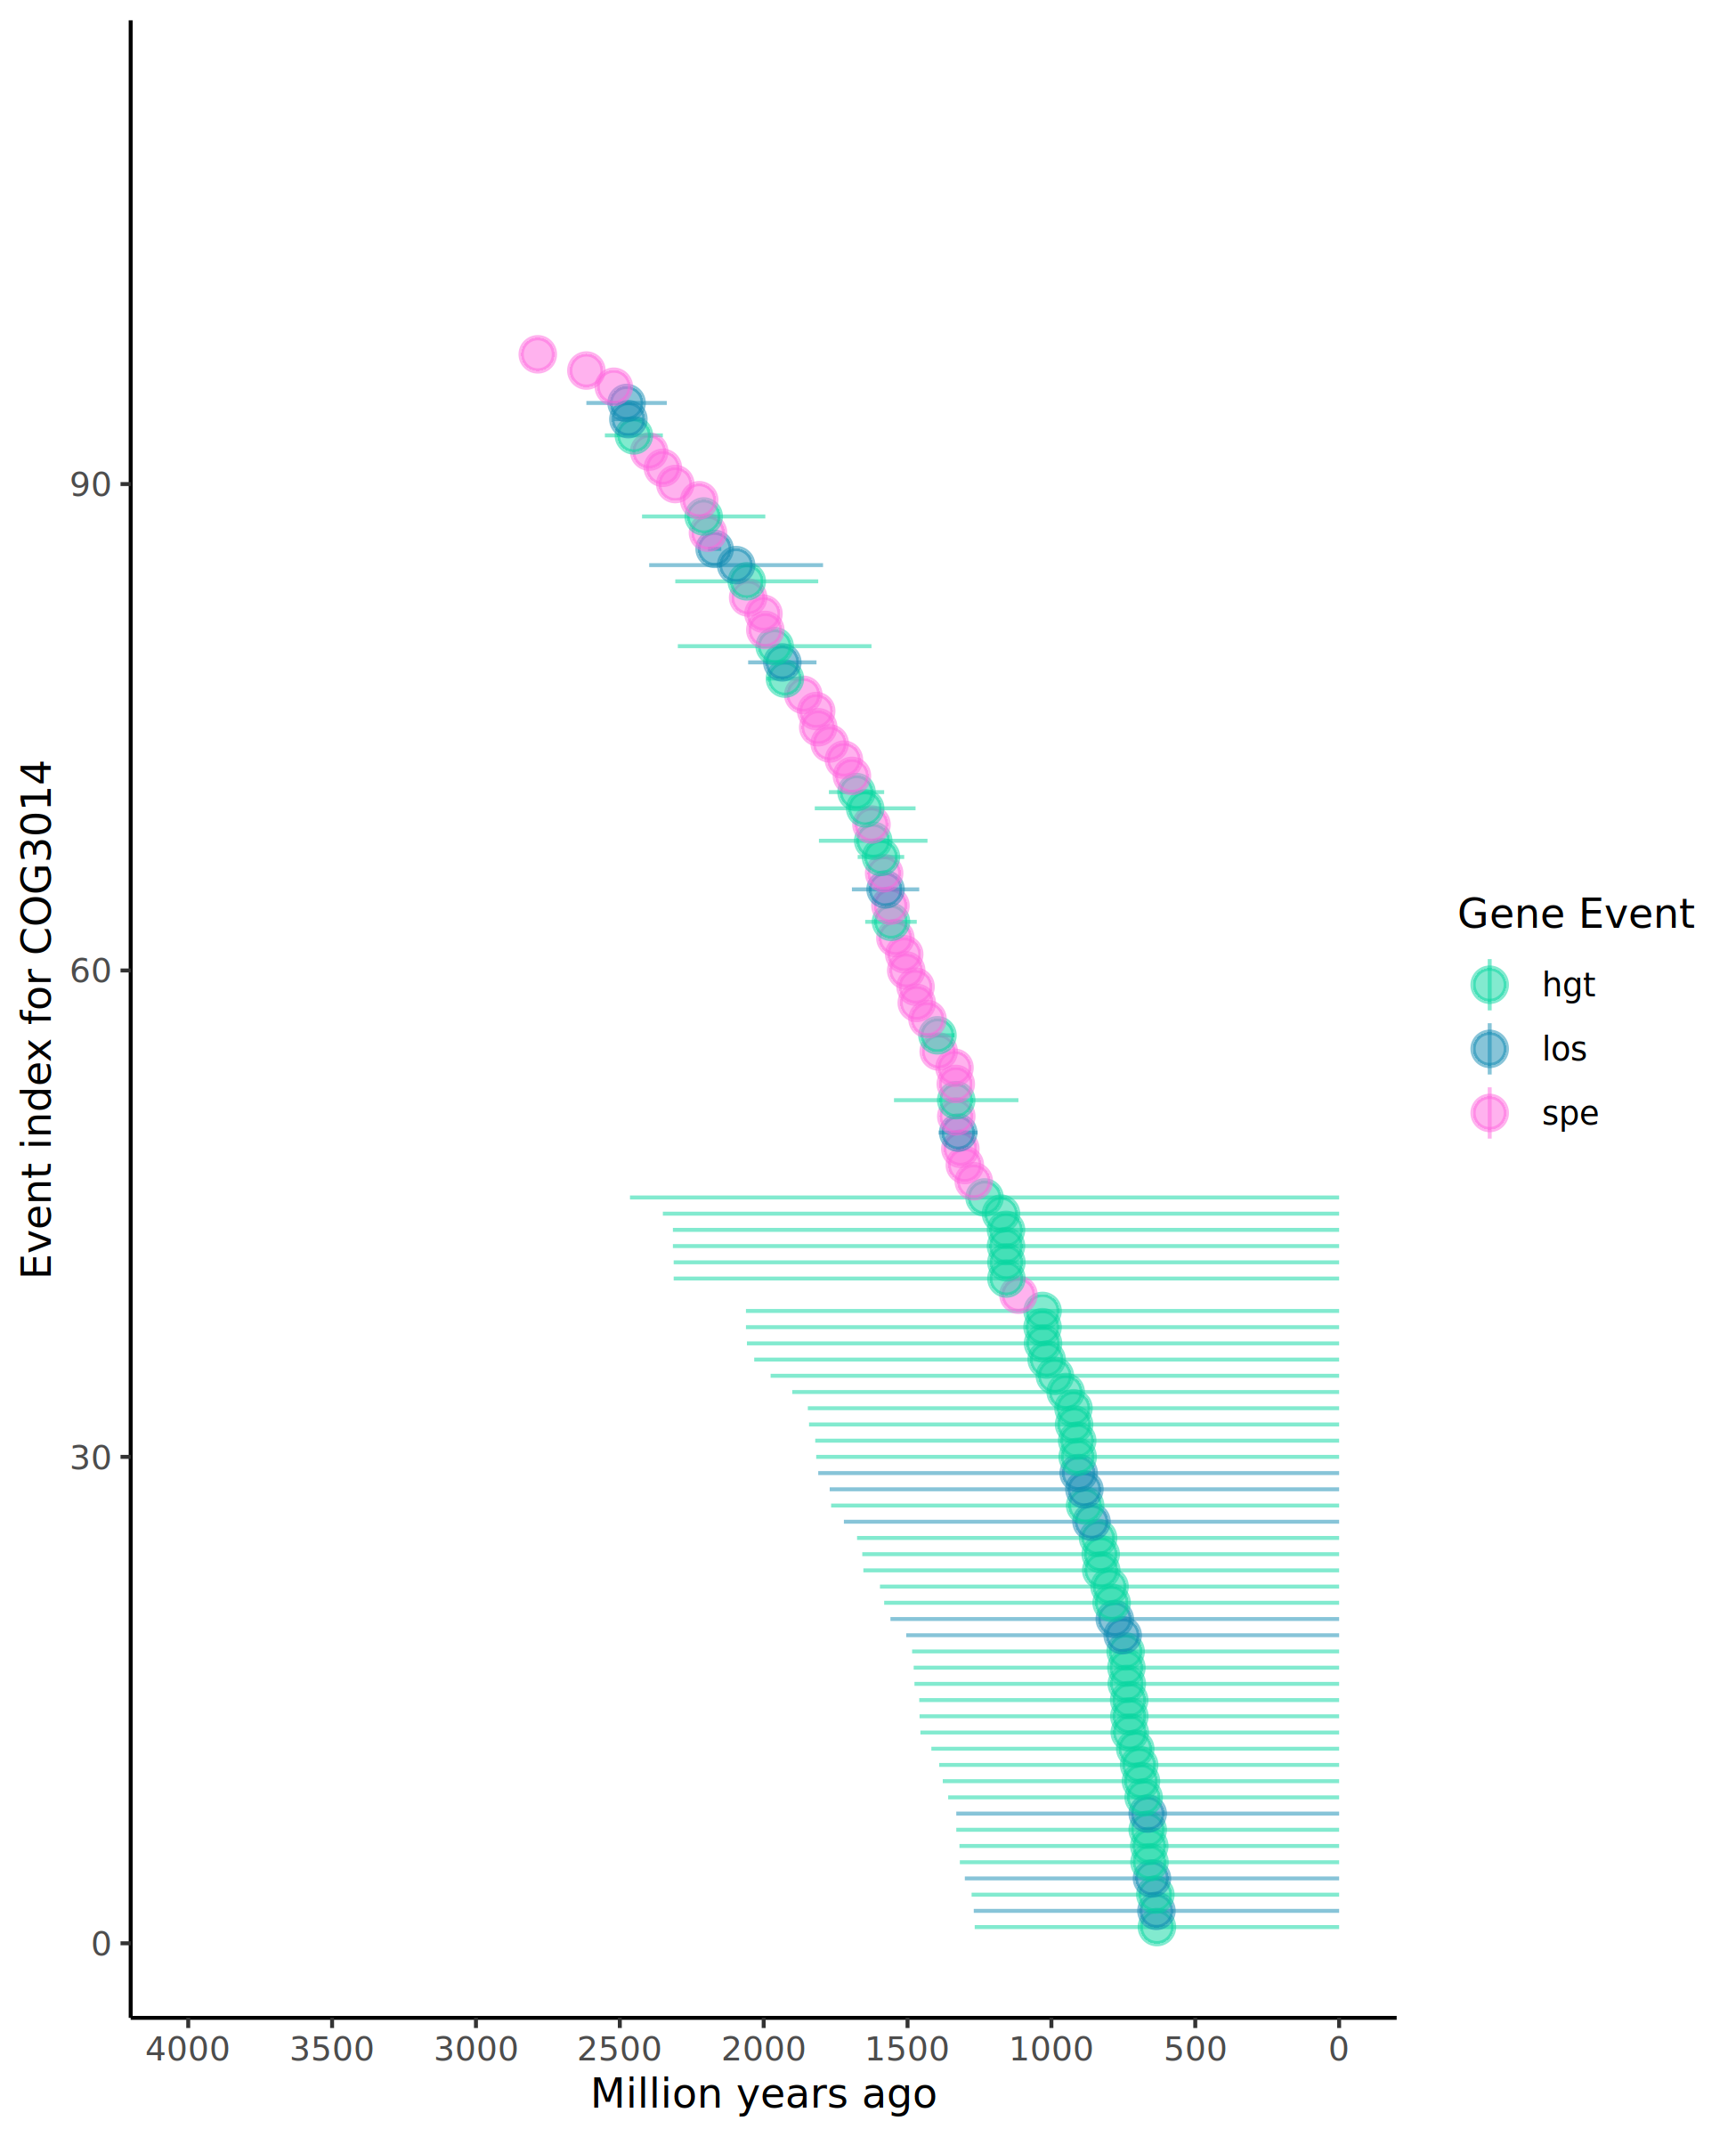 Event index for COG3014
90
60
30
0
4000 3500 3000 2500 2000 1500 1000 500 0
Million years ago
Gene Event
hgt
los
spe